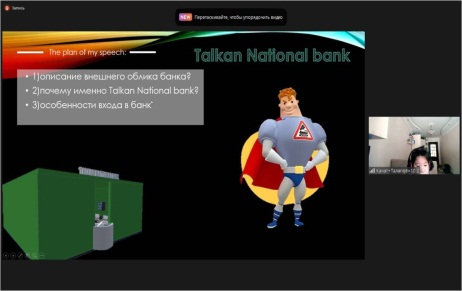 Запись
NEW Перетаскивайте, чтобы упорядочить видео
The plan of my speech:
Talkan National bank
• 1)описание внешнего облика банка?
• 2)почему именно Talkan National bank?
• 3)особенности входа в банк